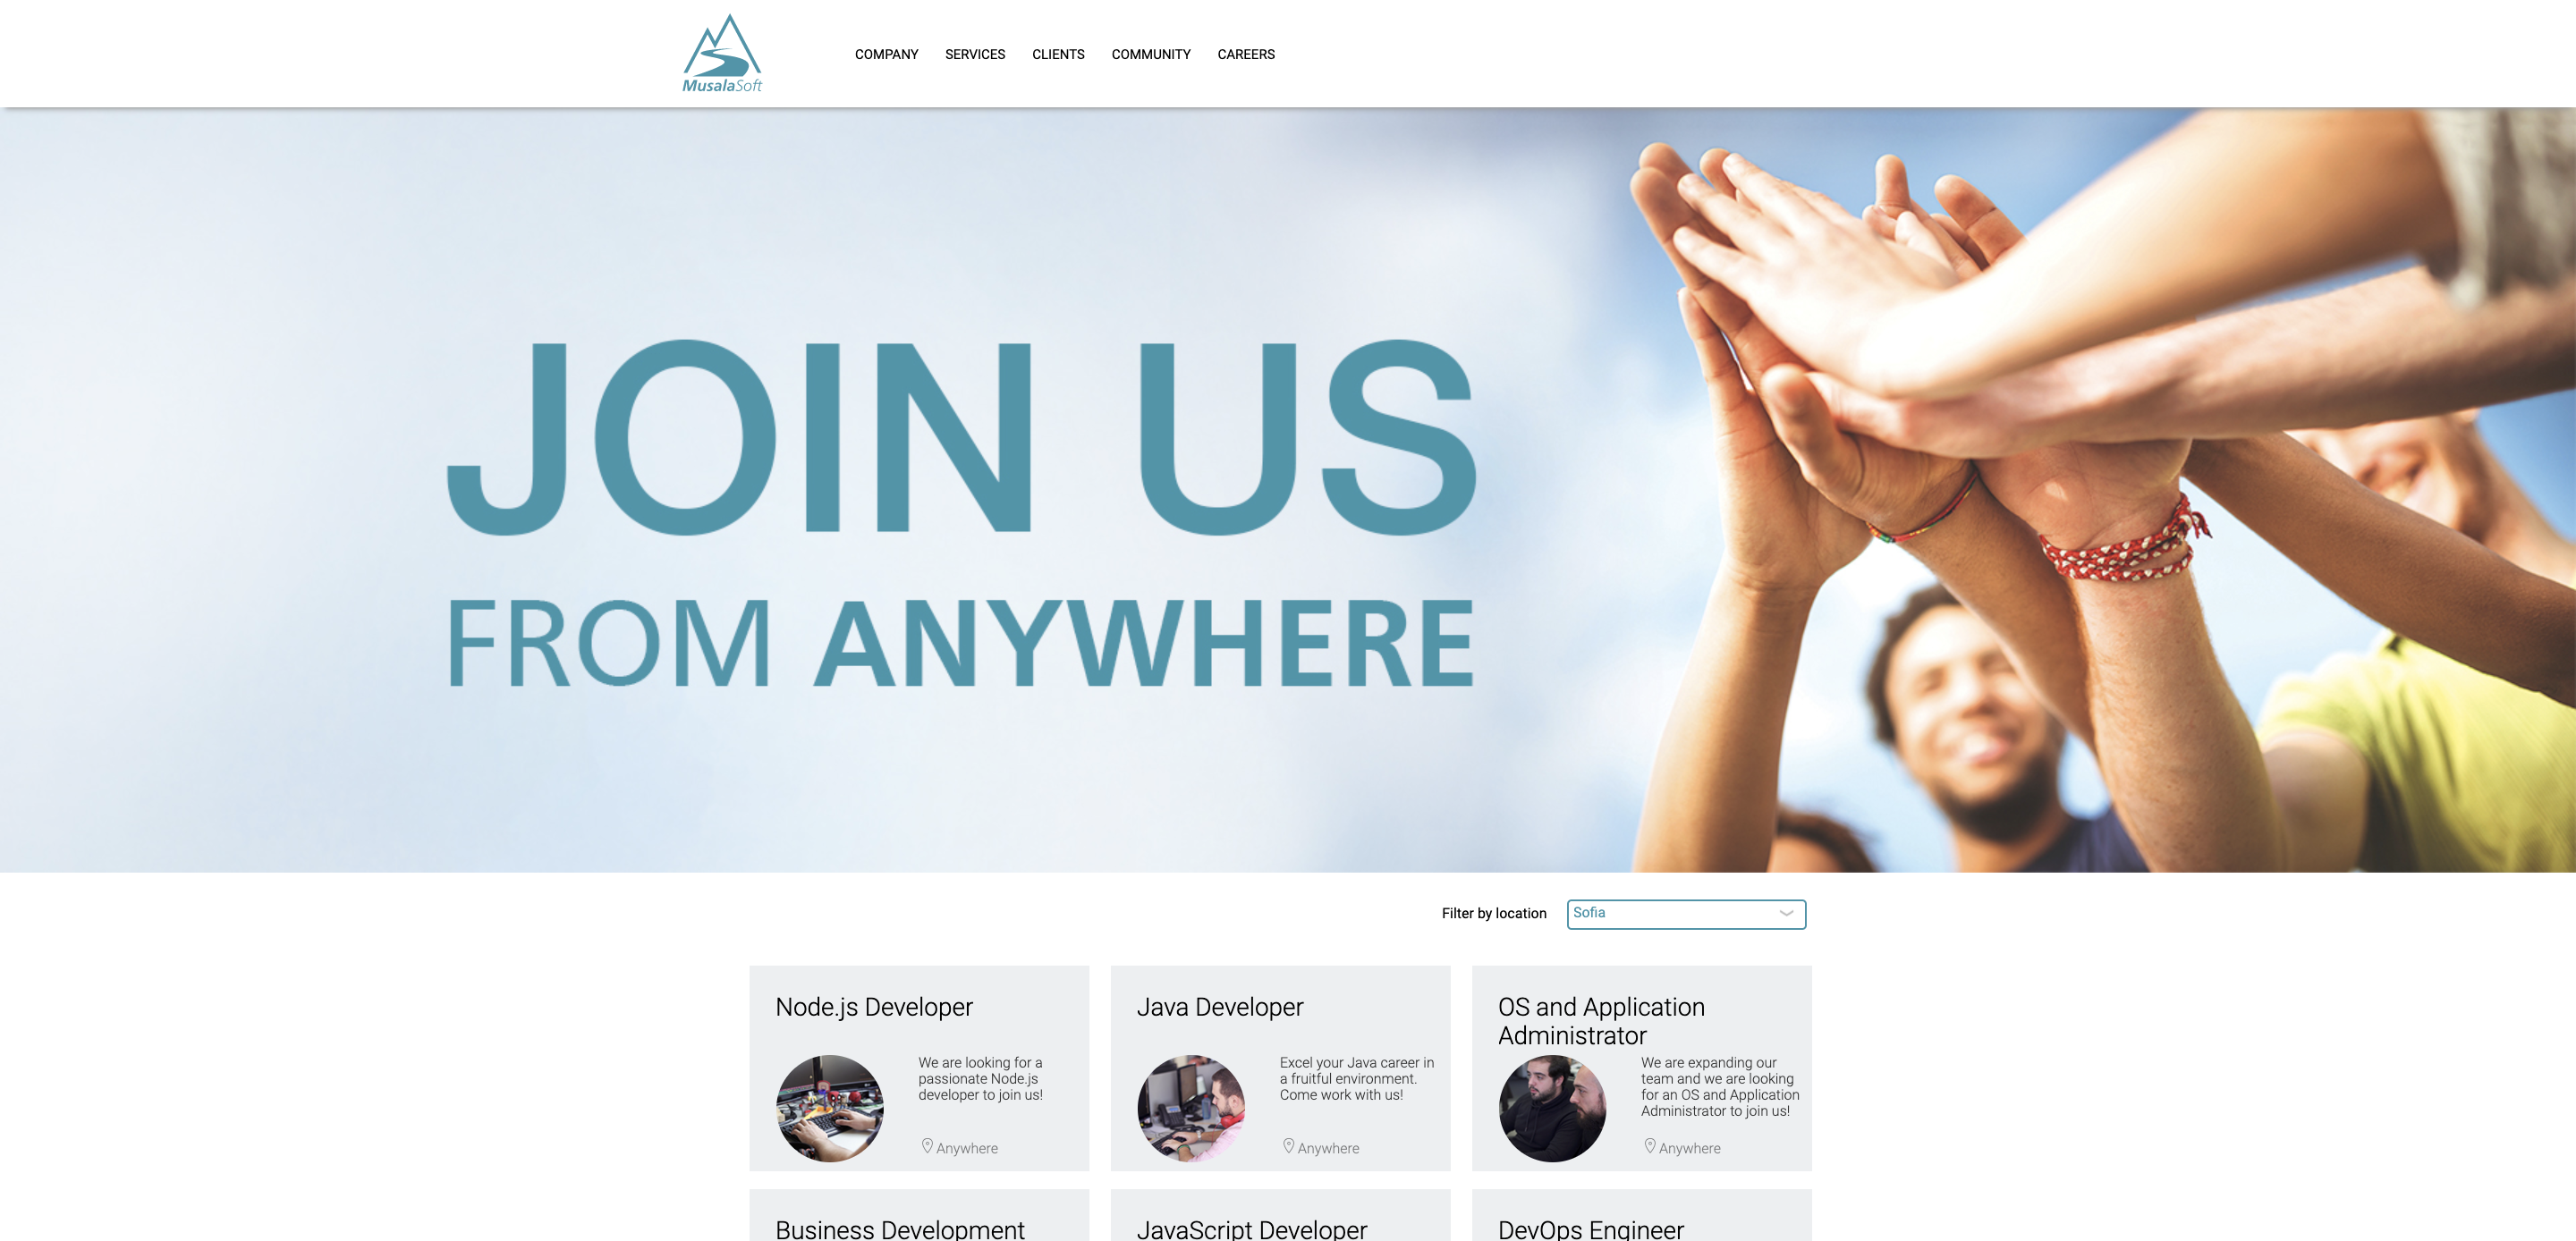 MusalaSoft
COMPANY SERVICES CLIENTS COMMUNITY CAREERS
JOIN US
FROM ANYWHERE
Filter by location Sofia
Node.js Developer
We are looking for a
passionate Node.js
developer to join us!
Anywhere
Java Developer
Excel your Java career in
a fruitful environment.
Come work with us!
Anywhere
OS and Application
Administrator
We are expanding our
team and we are looking
for an OS and Application
Administrator to join us!
Anywhere
Business Development
JavaScript Developer
DevOps Engineer